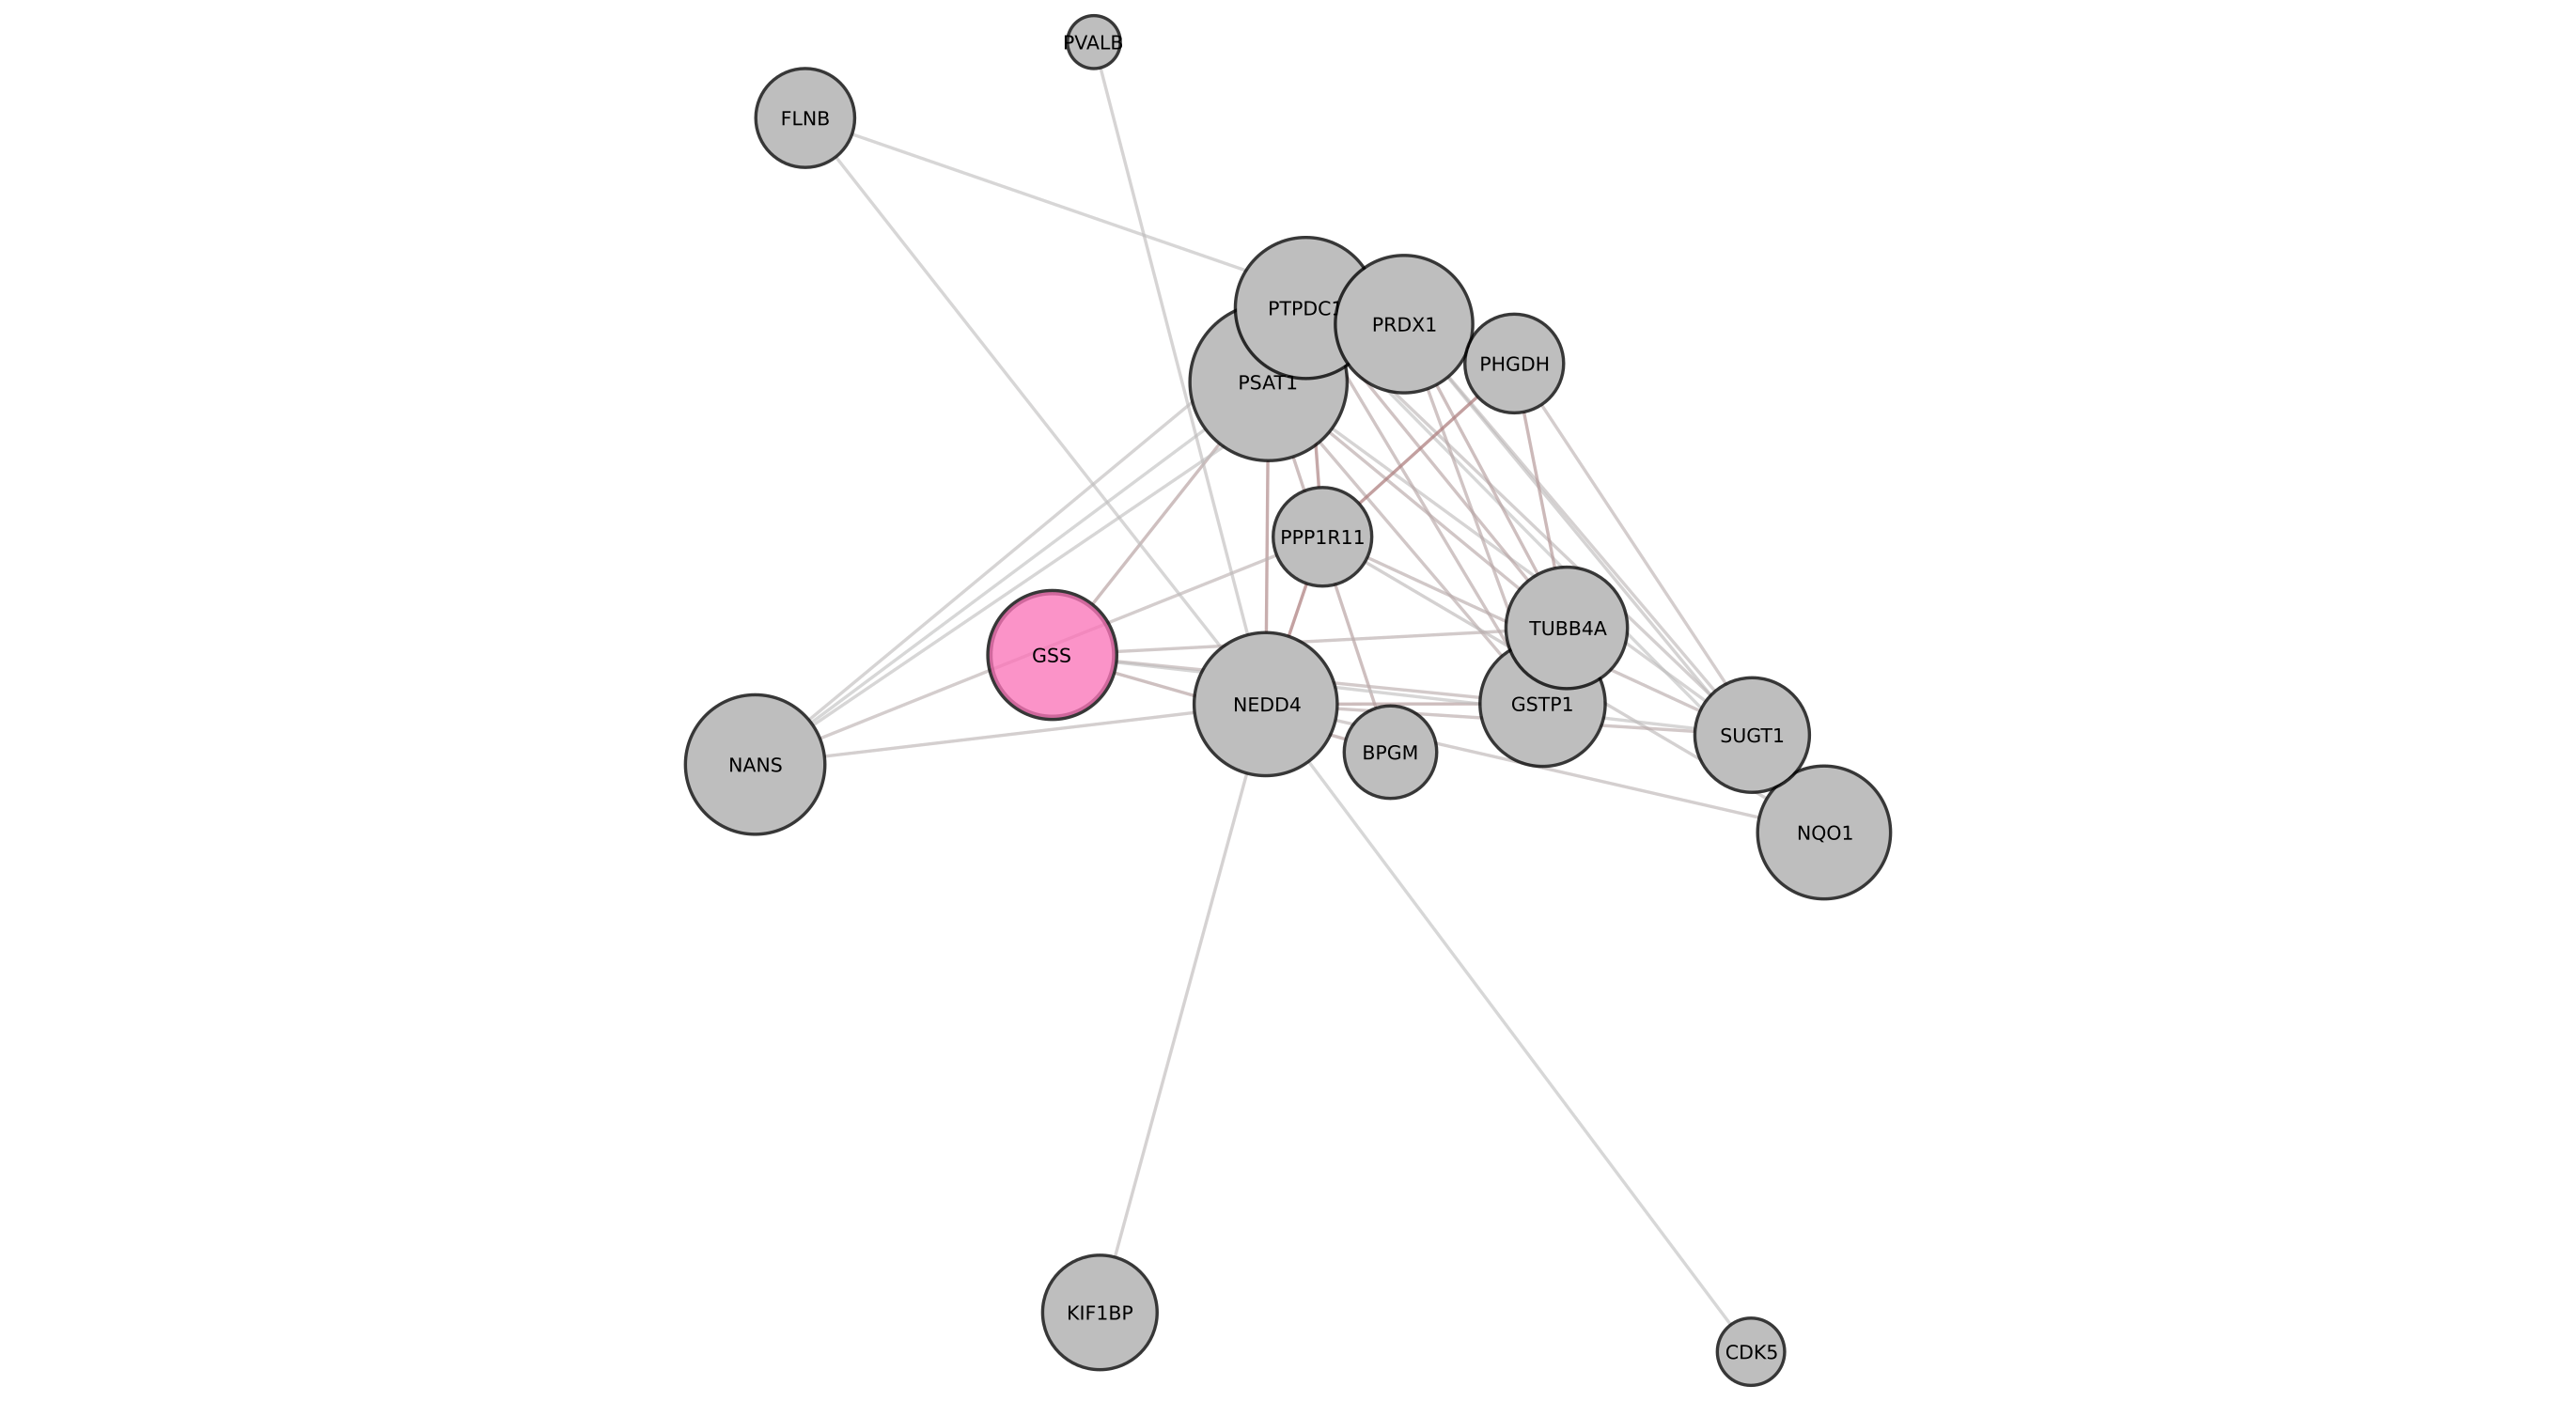 PVALB
FLNB
PTPDC1
PRDX1
PHGDH
PSAT1
PPP1R11
TUBB4A
GSS
NEDD4
GSTP1
SUGT1
BPGM
NANS
NQO1
KIF1BP
CDK5